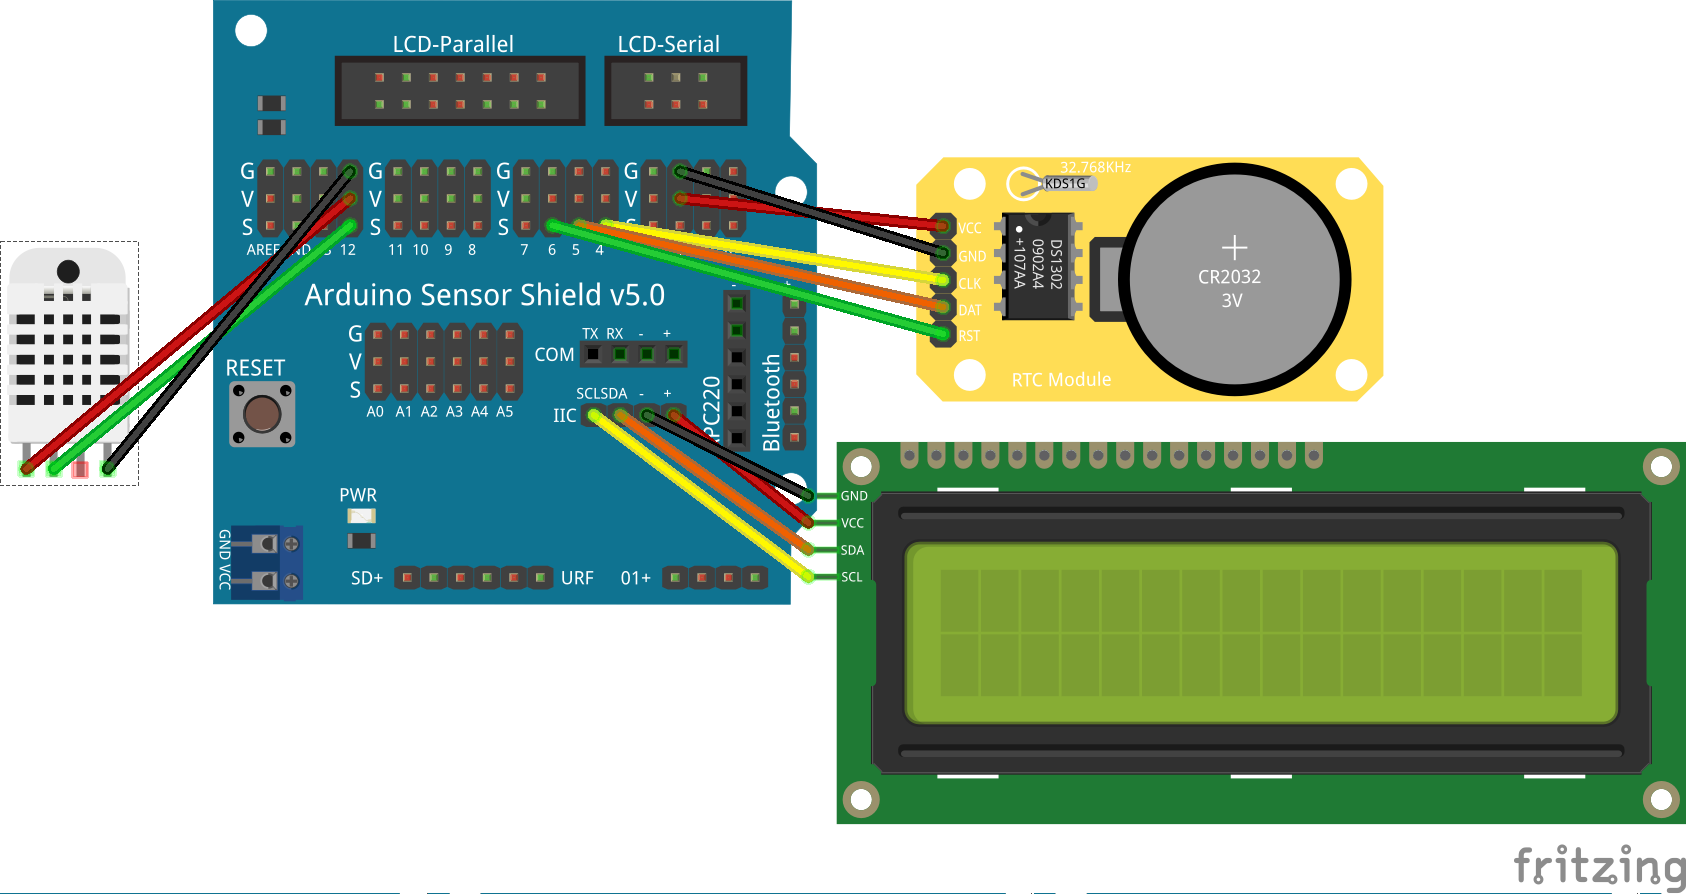 LCD-Parallel
LCD-Serial
G
V
S
G
V
S
G
V
S
G
V
S
AREF
12
11 10 9 8
7 6 5 4
Arduino Sensor Shield v5.0
G
V
S
A0 A1 A2 A3 A4 A5
RESET
TX RX - +
COM
SCL SDA - +
IIC
-
APC220
Bluetooth
PWR
GND VCC
SD+
URF
01+
32.768KHz
KDS1G
VCC
GND
CLK
DAT
RST
DS1302
0902A4
+107AA
CR2032
3V
RTC Module
GND
VCC
SDA
SCL
fritzing